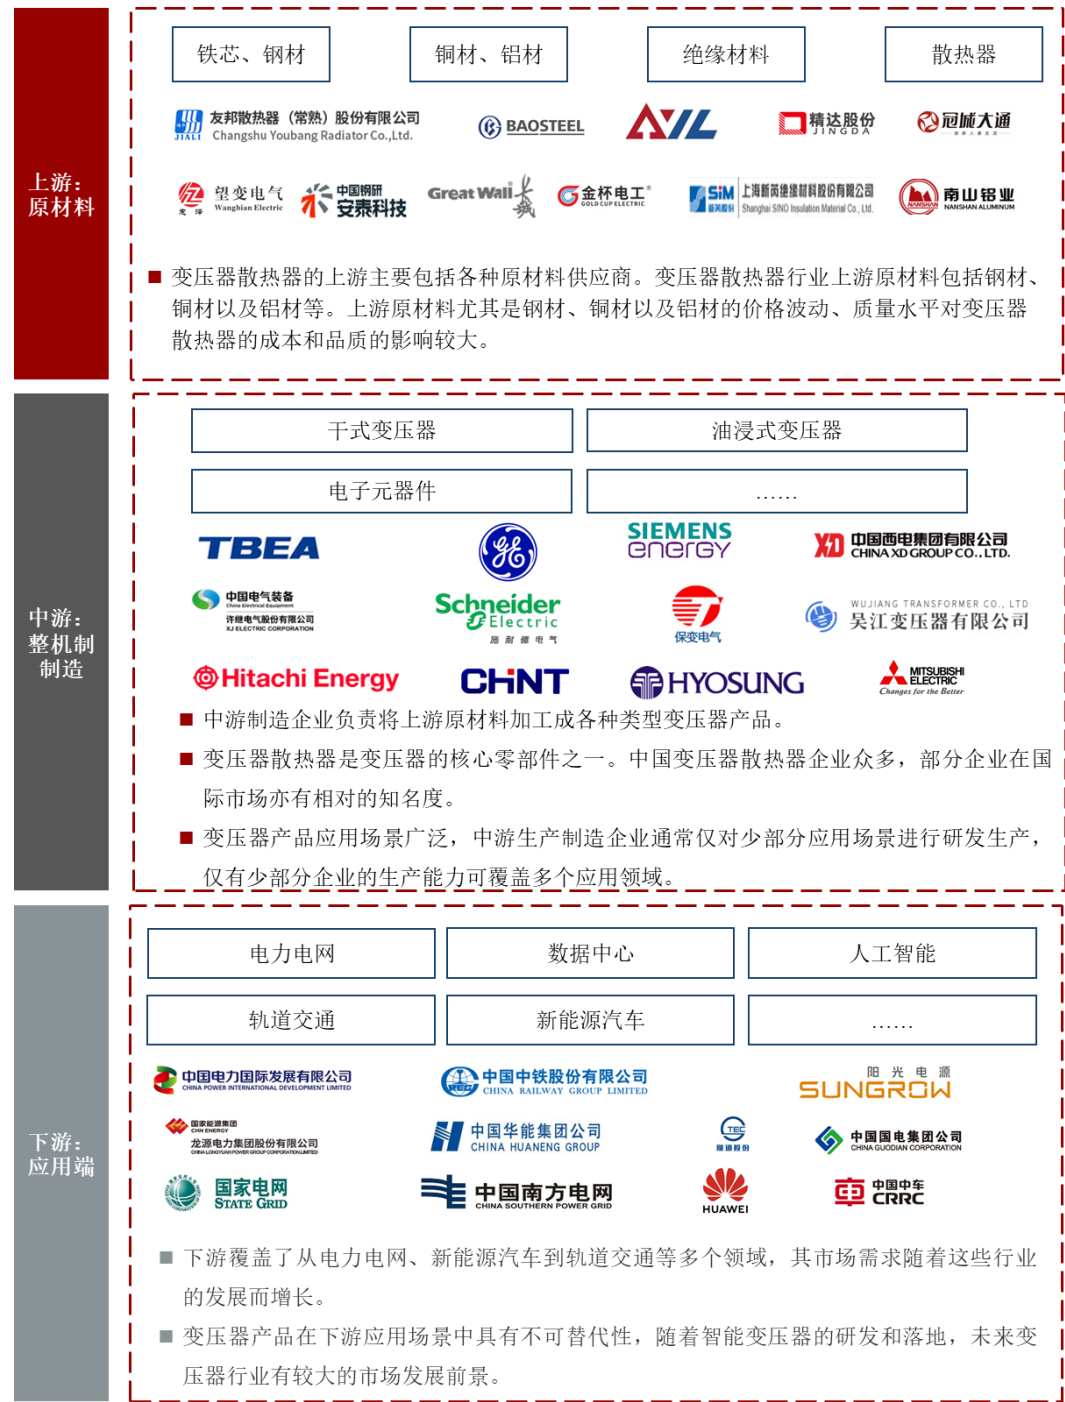 上游：
原材料
铁芯、钢材
铜材、铝材
绝缘材料
散热器
友邦散热器（常熟）股份有限公司
JIALI
Changshu Youbang Radiator Co.,Ltd.
BAOSTEEL
精达股份
JINGDA
冠城大通
望变电气
Wangbian Electric
中国钢研
安泰科技
Great Wall
长城
金杯电工®
GOLD CUP ELECTRIC
SiM
上海新英绝缘材料股份有限公司
Shanghai SINO Insulation Material Co., Ltd.
NANSHAN
南山铝业
NANSHAN ALUMINUM
■ 变压器散热器的上游主要包括各种原材料供应商。变压器散热器行业上游原材料包括钢材、
铜材以及铝材等。上游原材料尤其是钢材、铜材以及铝材的价格波动、质量水平对变压器
散热器的成本和品质的影响较大。
中游：
整机制
制造
干式变压器
油浸式变压器
电子元器件
……
TBEA
GE
SIEMENS
energy
XD
中国西电集团有限公司
CHINA XD GROUP CO., LTD.
中国电气装备
China Electrical Equipment
许继电气股份有限公司
XJ ELECTRIC CORPORATION
Schneider
Electric
施耐德电气
保变电气
WUJIANG TRANSFORMER CO., LTD
吴江变压器有限公司
Hitachi Energy
CHiNT
HYOSUNG
MITSUBISHI
ELECTRIC
Changes for the Better
■ 中游制造企业负责将上游原材料加工成各种类型变压器产品。
■ 变压器散热器是变压器的核心零部件之一。中国变压器散热器企业众多，部分企业在国
际市场亦有相对的知名度。
■ 变压器产品应用场景广泛，中游生产制造企业通常仅对少部分应用场景进行研发生产，
仅有少部分企业的生产能力可覆盖多个应用领域。
下游：
应用端
电力电网
数据中心
人工智能
轨道交通
新能源汽车
……
中国电力国际发展有限公司
CHINA POWER INTERNATIONAL DEVELOPMENT LIMITED
中国中铁股份有限公司
CHINA RAILWAY GROUP LIMITED
阳光电源
SUNGROW
国家能源集团
CHN ENERGY
龙源电力集团股份有限公司
CHINA LONGYUAN POWER GROUP CORPORATION LIMITED
中国华能集团公司
CHINA HUANENG GROUP
TEC
隧道股份
中国国电集团公司
CHINA GUODIAN CORPORATION
国家电网
STATE GRID
中国南方电网
CHINA SOUTHERN POWER GRID
HUAWEI
中国中车
CRRC
■ 下游覆盖了从电力电网、新能源汽车到轨道交通等多个领域，其市场需求随着这些行业
的发展而增长。
■ 变压器产品在下游应用场景中具有不可替代性，随着智能变压器的研发和落地，未来变
压器行业有较大的市场发展前景。